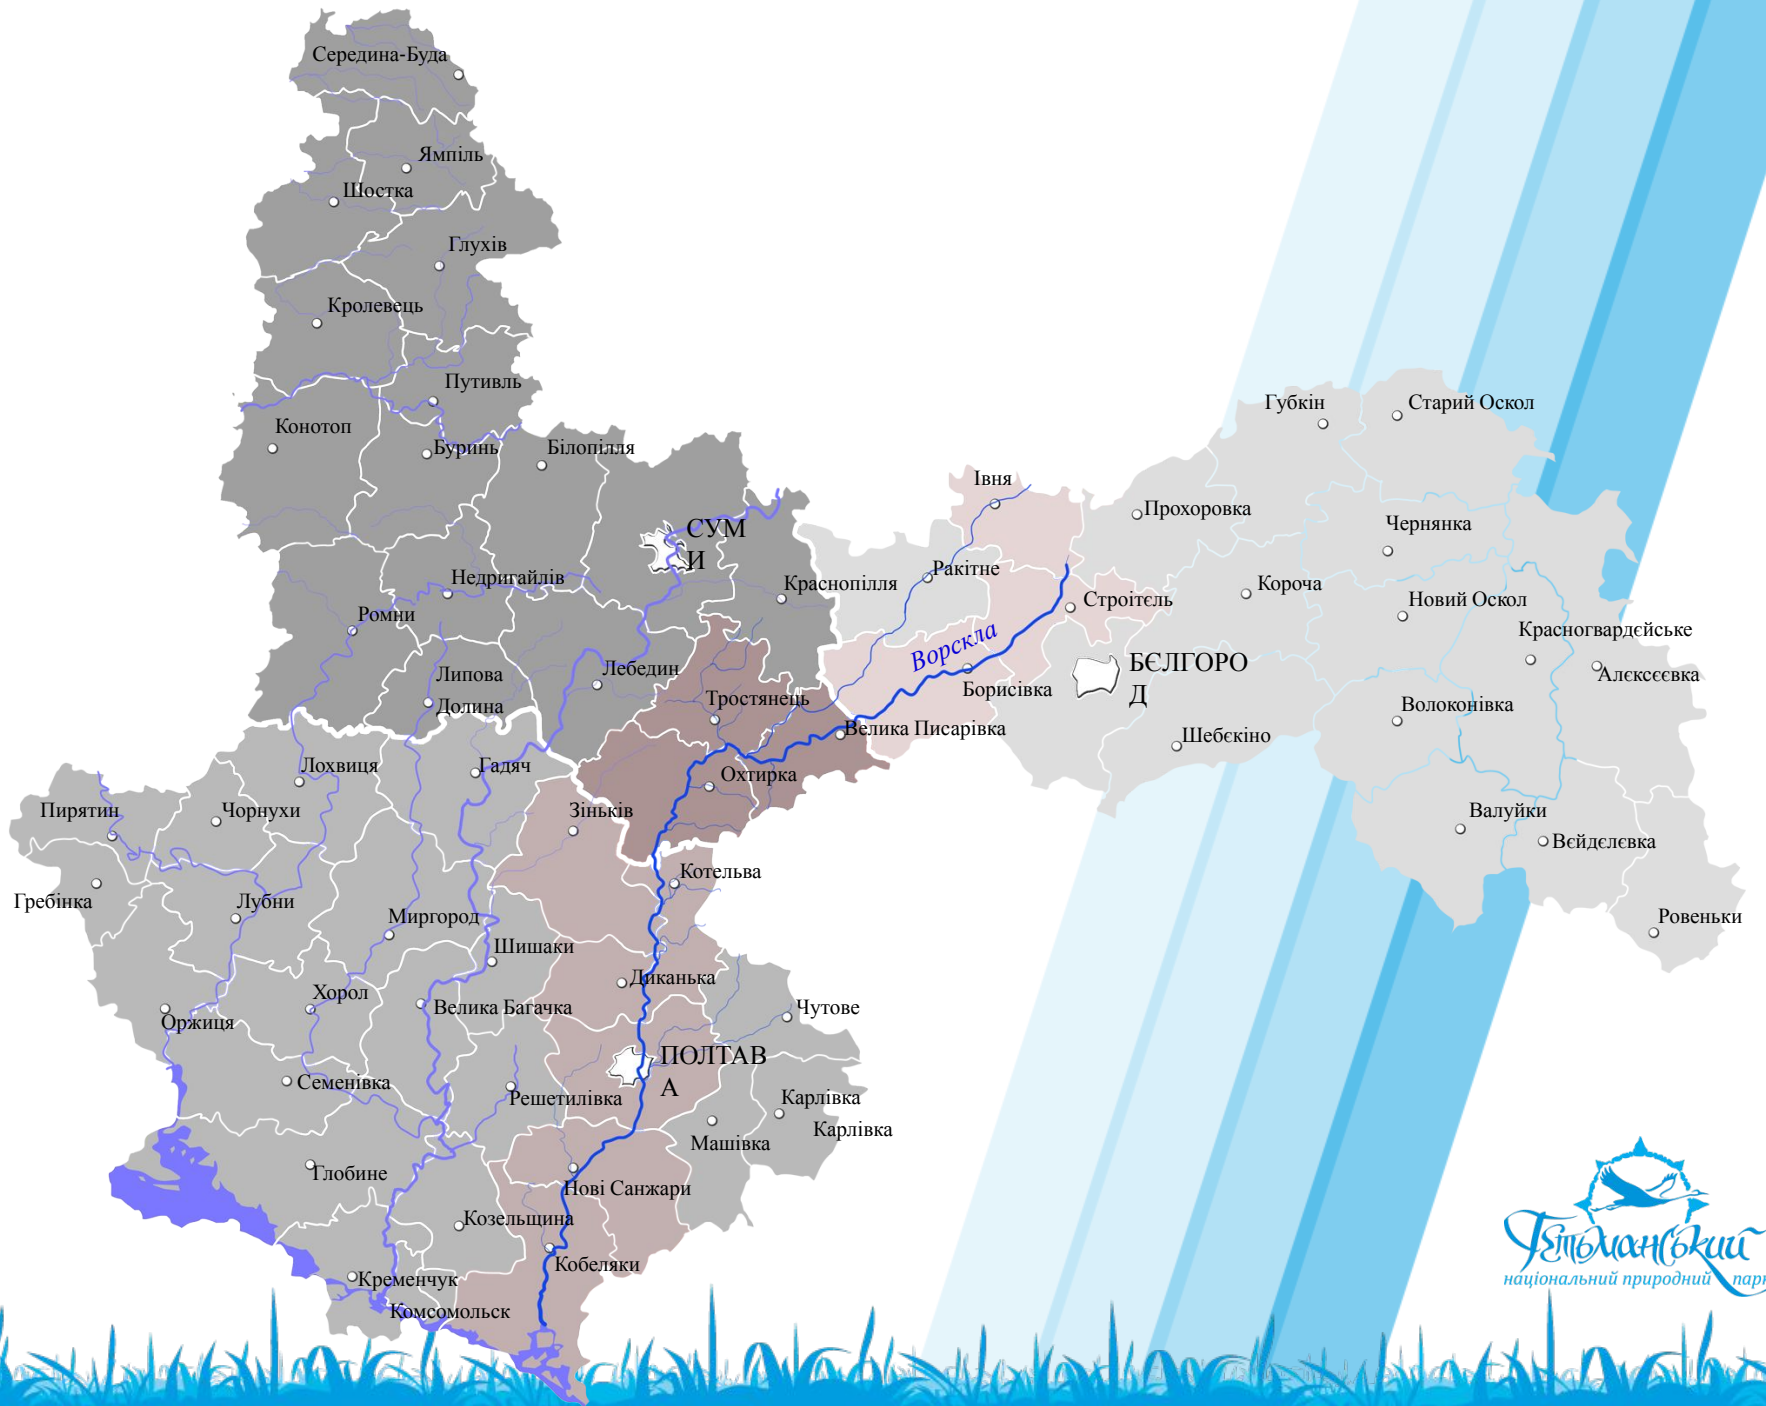 Середина-Буда
Ямпіль
Шостка
Глухів
Кролевець
Путивль
Конотоп
Буринь
Білопілля
СУМ
И
Краснопілля
Недригайлів
Ромни
Липова
Долина
Лебедин
Тростянець
Велика Писарівка
Охтирка
Губкін
Старий Оскол
Івня
Прохоровка
Чернянка
Ракітне
Короча
Строітєль
Новий Оскол
Красногвардєйське
Алєксєєвка
Ворскла
Борисівка
БЄЛГОРО
Д
Волоконівка
Шебєкіно
Валуйки
Вєйдєлєвка
Ровеньки
Лохвиця
Гадяч
Пирятин
Чорнухи
Зіньків
Котельва
Гребінка
Лубни
Миргород
Шишаки
Диканька
Хорол
Велика Багачка
Чутове
Оржиця
ПОЛТАВ
А
Семенівка
Решетилівка
Карлівка
Карлівка
Машівка
Глобине
Нові Санжари
Козельщина
Кобеляки
Кременчук
Комсомольск
Гетьманський
національний природний парк